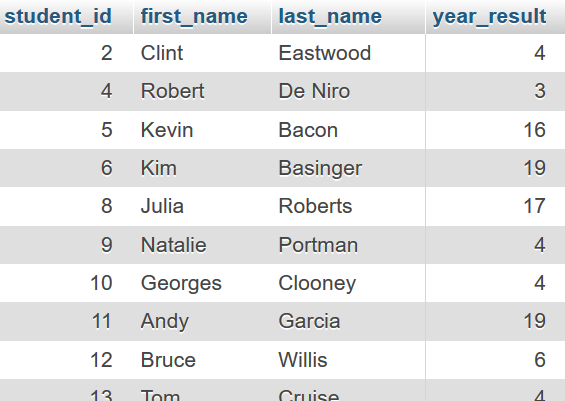 student_id first_name last_name year_result
2 Clint Eastwood 4
4 Robert De Niro 3
5 Kevin Bacon 16
6 Kim Basinger 19
8 Julia Roberts 17
9 Natalie Portman 4
10 Georges Clooney 4
11 Andy Garcia 19
12 Bruce Willis 6
13 Tom Cruise 4